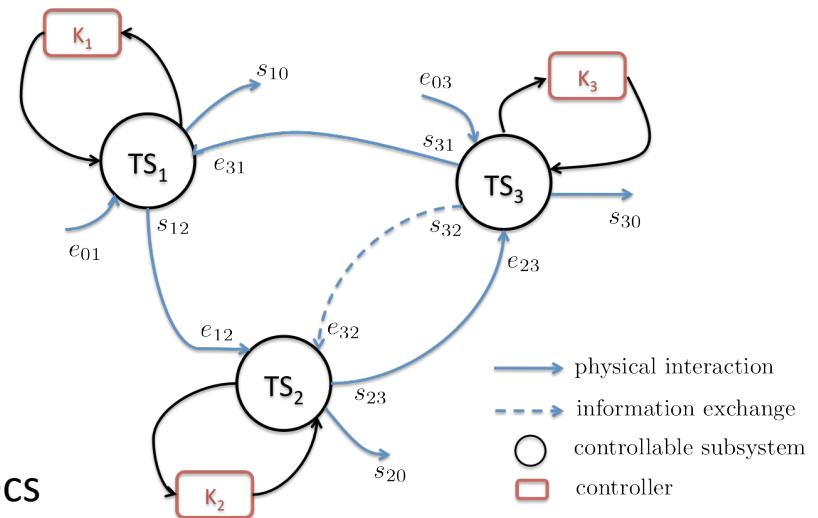 K₁
s₁₀
e₀₃
K₃
TS₁
s₃₁
e₃₁
TS₃
s₁₂
s₃₂
s₃₀
e₀₁
e₂₃
e₁₂
e₃₂
physical interaction
TS₂
s₂₃
information exchange
controllable subsystem
s₂₀
controller
K₂